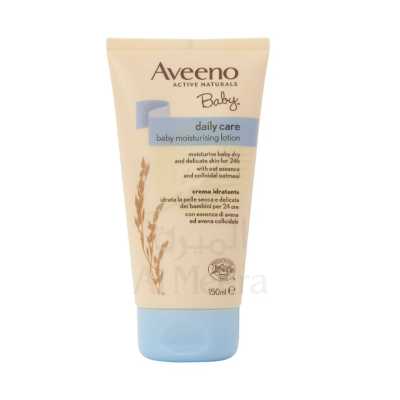 Aveeno
ACTIVE NATURALS
Baby.
daily care
baby moisturising lotion
moisturise baby dry
and delicate skin for 24h
with oat essence
and colloidal oatmeal
crema idratante
idrata la pelle secca e delicata
dei bambini per 24 ore
con essenza di avena
ed avena colloidale
الميرة
AlMeera
150ml e